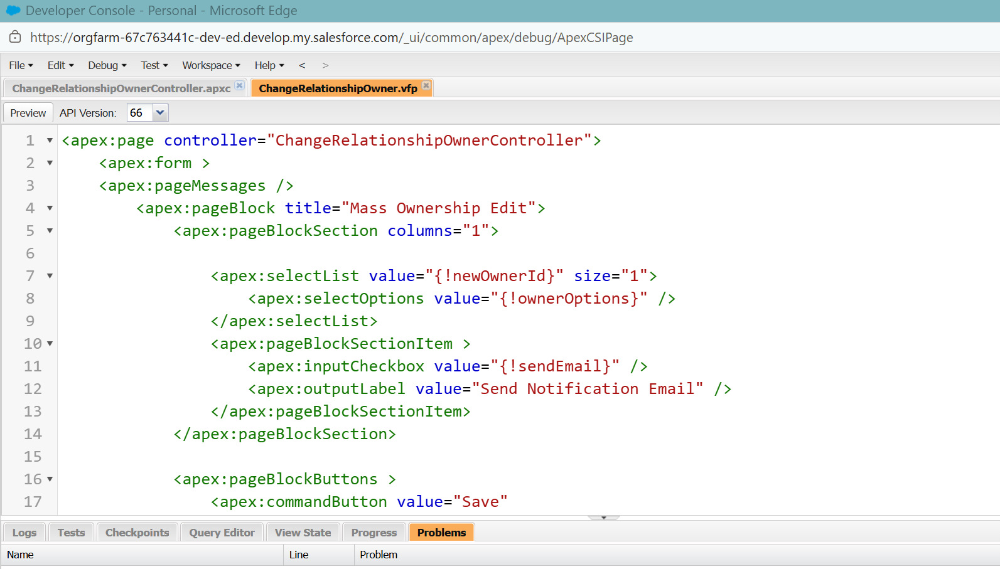 Developer Console - Personal - Microsoft Edge
https://orgfarm-67c763441c-dev-ed.develop.my.salesforce.com/_ui/common/apex/debug/ApexCSIPage
File Edit Debug Test Workspace Help < >
ChangeRelationshipOwnerController.apxc ChangeRelationshipOwner.vfp
Preview API Version: 66
1 <apex:page controller="ChangeRelationshipOwnerController">
2 <apex:form >
3 <apex:pageMessages />
4 <apex:pageBlock title="Mass Ownership Edit">
5 <apex:pageBlockSection columns="1">
6
7 <apex:selectList value="{!newOwnerId}" size="1">
8 <apex:selectOptions value="{!ownerOptions}" />
9 </apex:selectList>
10 <apex:pageBlockSectionItem >
11 <apex:inputCheckbox value="{!sendEmail}" />
12 <apex:outputLabel value="Send Notification Email" />
13 </apex:pageBlockSectionItem>
14 </apex:pageBlockSection>
15
16 <apex:pageBlockButtons >
17 <apex:commandButton value="Save"
Logs Tests Checkpoints Query Editor View State Progress Problems
Name Line Problem